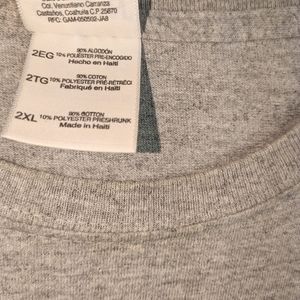 Col. Venustiano Carranza
Castaños, Coahuila C.P. 25870
RFC: GAM-050502-JA8
2EG 90% ALGODÓN
10% POLIÉSTER PRE-ENCOGIDO
Hecho en Haití
2TG 90% COTON
10% POLYESTER PRÉ-RÉTRÉCI
Fabriqué en Haïti
2XL 90% COTTON
10% POLYESTER PRESHRUNK
Made in Haiti